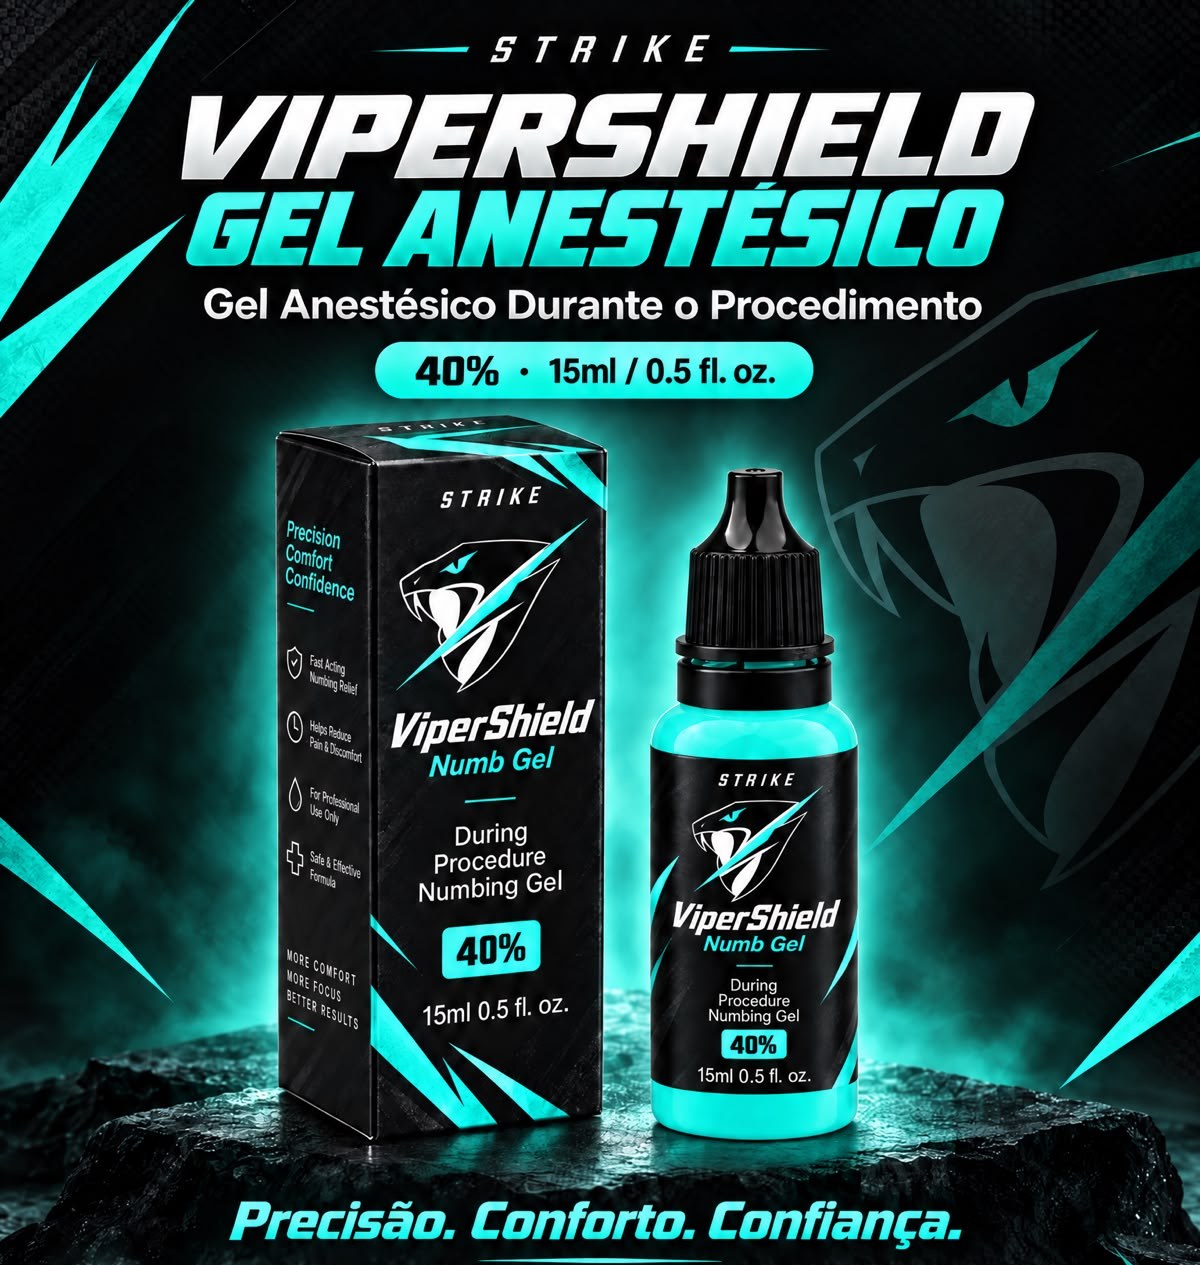 STRIKE
VIPERSHIELD
GEL ANESTÉSICO
Gel Anestésico Durante o Procedimento
40% · 15ml / 0.5 fl. oz.
STRIKE
Precision
Comfort
Confidence
Fast Acting
Numbing Relief
Helps Reduce
Pain & Discomfort
For Professional
Use Only
Safe & Effective
Formula
MORE COMFORT
MORE FOCUS
BETTER RESULTS
STRIKE
ViperShield
Numb Gel
During
Procedure
Numbing Gel
40%
15ml 0.5 fl. oz.
STRIKE
ViperShield
Numb Gel
During
Procedure
Numbing Gel
40%
15ml 0.5 fl. oz.
Precisão. Conforto. Confiança.